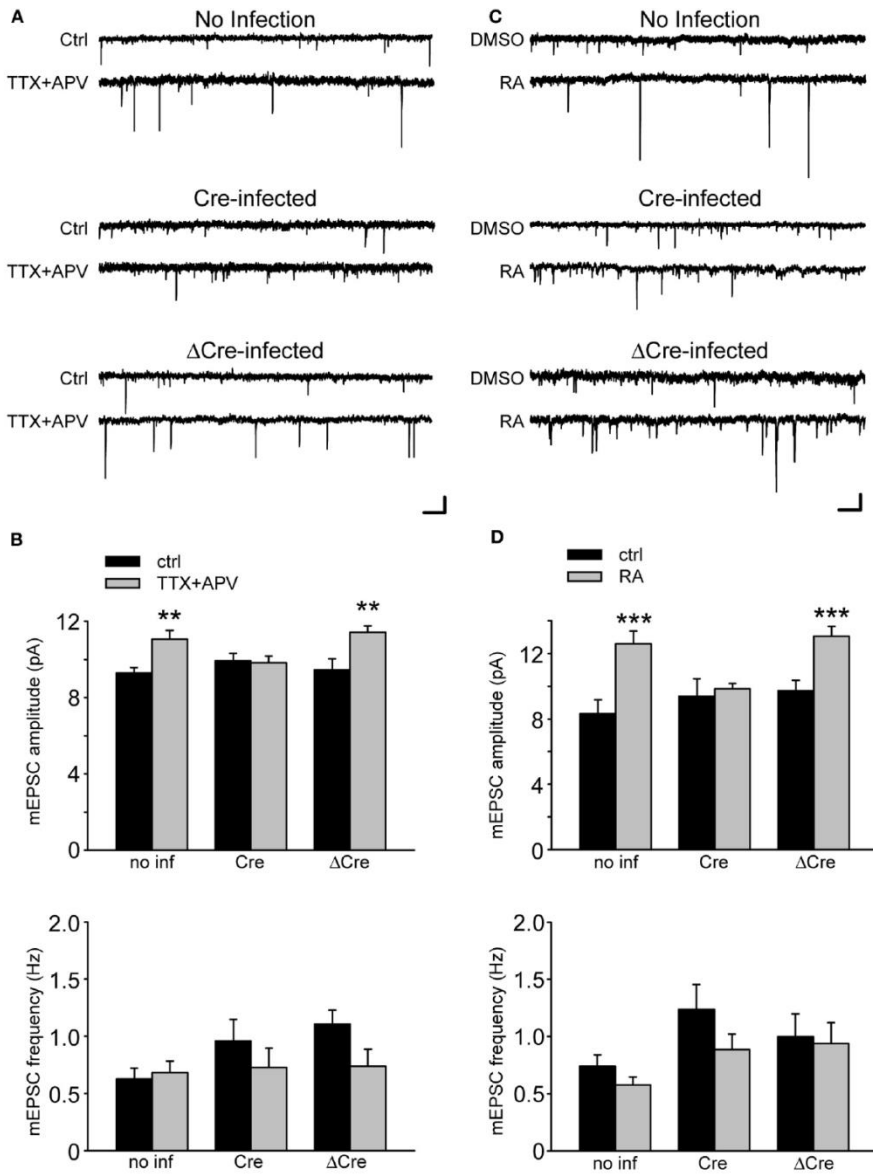 A
No Infection
Ctrl
TTX+APV
Cre-infected
Ctrl
TTX+APV
ΔCre-infected
Ctrl
TTX+APV
C
No Infection
DMSO
RA
Cre-infected
DMSO
RA
ΔCre-infected
DMSO
RA
B
ctrl
TTX+APV
** **
mEPSC amplitude (pA)
12
8
4
0
no inf Cre ΔCre
mEPSC frequency (Hz)
2.0
1.5
1.0
0.5
0
no inf Cre ΔCre
D
ctrl
RA
*** ***
mEPSC amplitude (pA)
12
8
4
0
no inf Cre ΔCre
mEPSC frequency (Hz)
2.0
1.5
1.0
0.5
0
no inf Cre ΔCre